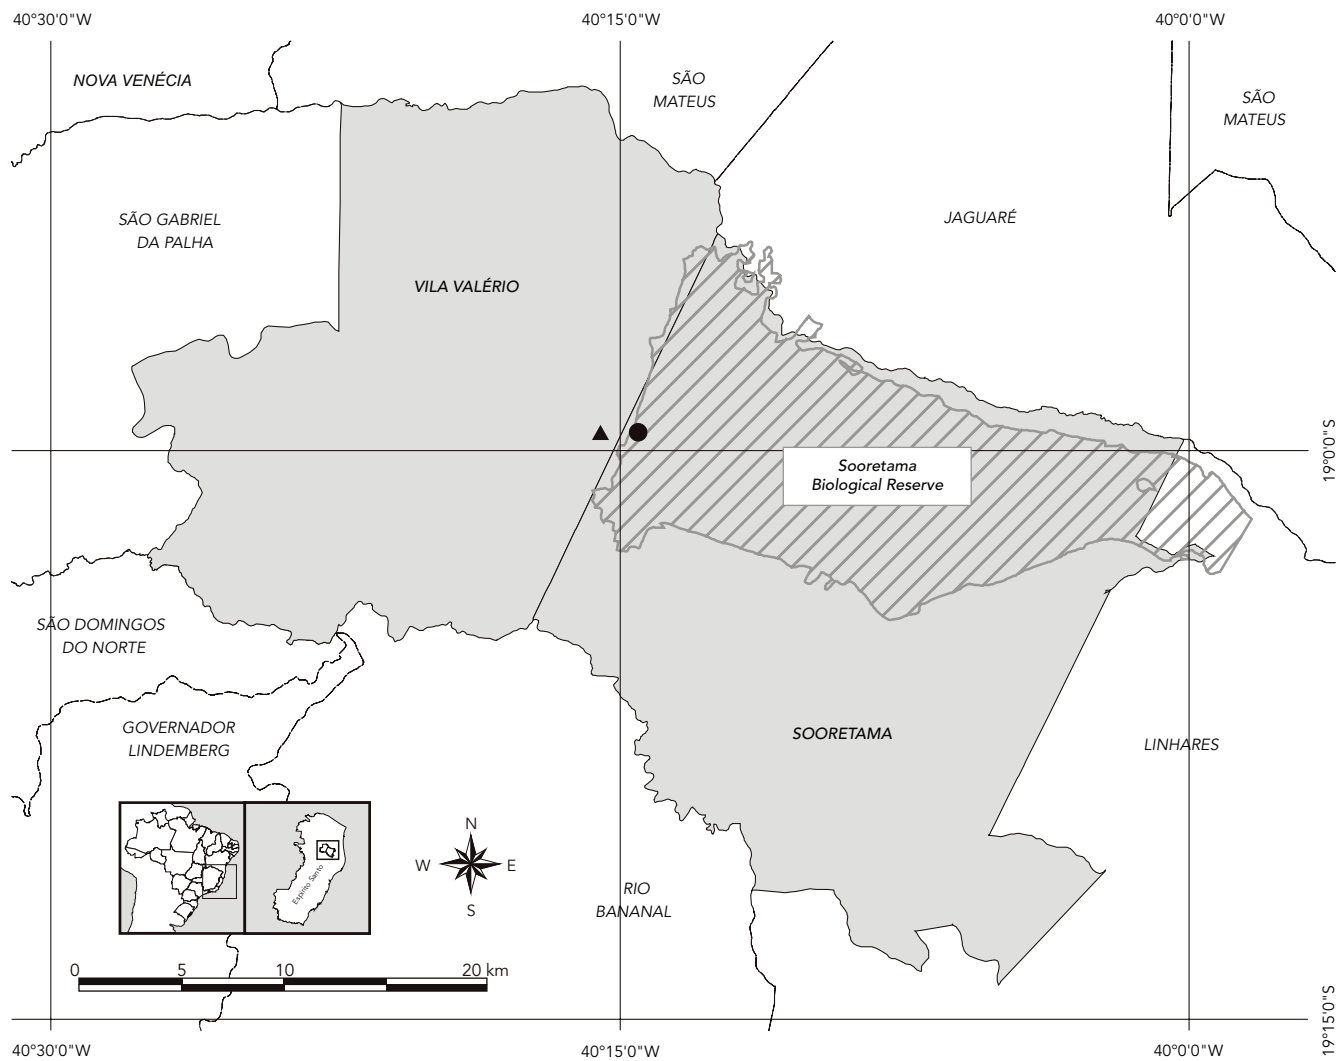 40°30'0"W
40°15'0"W
40°0'0"W
NOVA VENÉCIA
SÃO
MATEUS
SÃO
MATEUS
SÃO GABRIEL
DA PALHA
JAGUARÉ
VILA VALÉRIO
19°0'0"S
Sooretama
Biological Reserve
SÃO DOMINGOS
DO NORTE
GOVERNADOR
LINDEMBERG
SOORETAMA
LINHARES
Espírito Santo
N
W
E
S
RIO
BANANAL
0
5
10
20 km
19°15'0"S
40°30'0"W
40°15'0"W
40°0'0"W